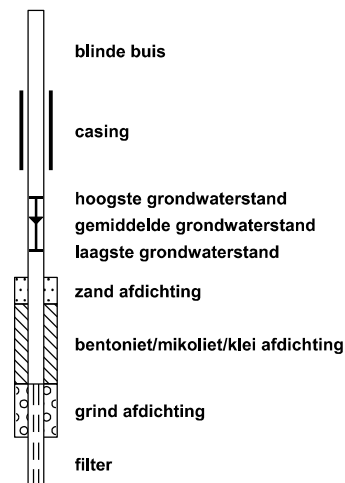 blinde buis
casing
hoogste grondwaterstand
gemiddelde grondwaterstand
laagste grondwaterstand
zand afdichting
bentoniet/mikoliet/klei afdichting
grind afdichting
filter